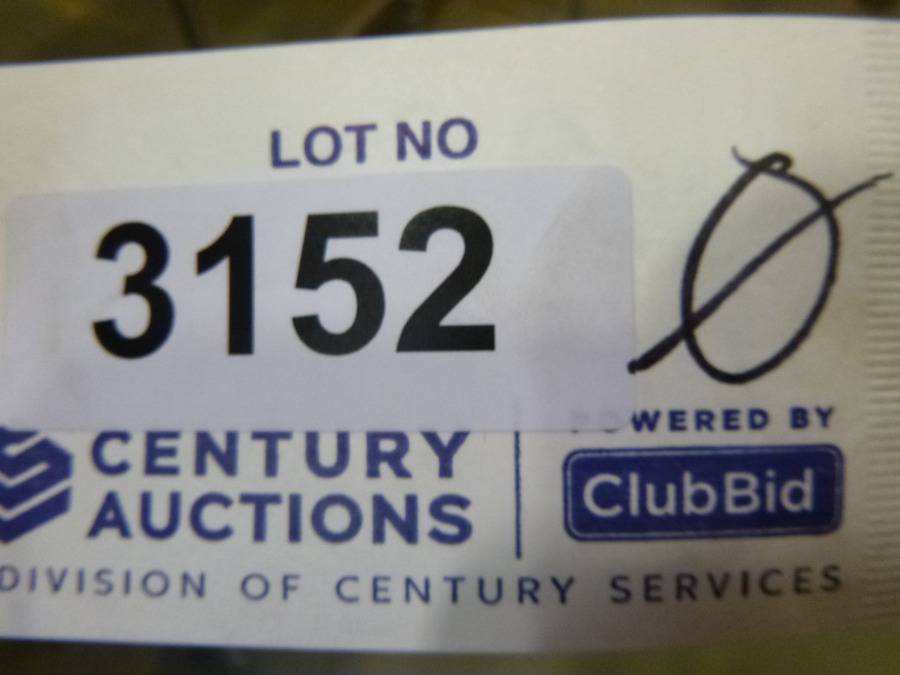 LOT NO
3152 Ø
CENTURY AUCTIONS
POWERED BY
ClubBid
DIVISION OF CENTURY SERVICES